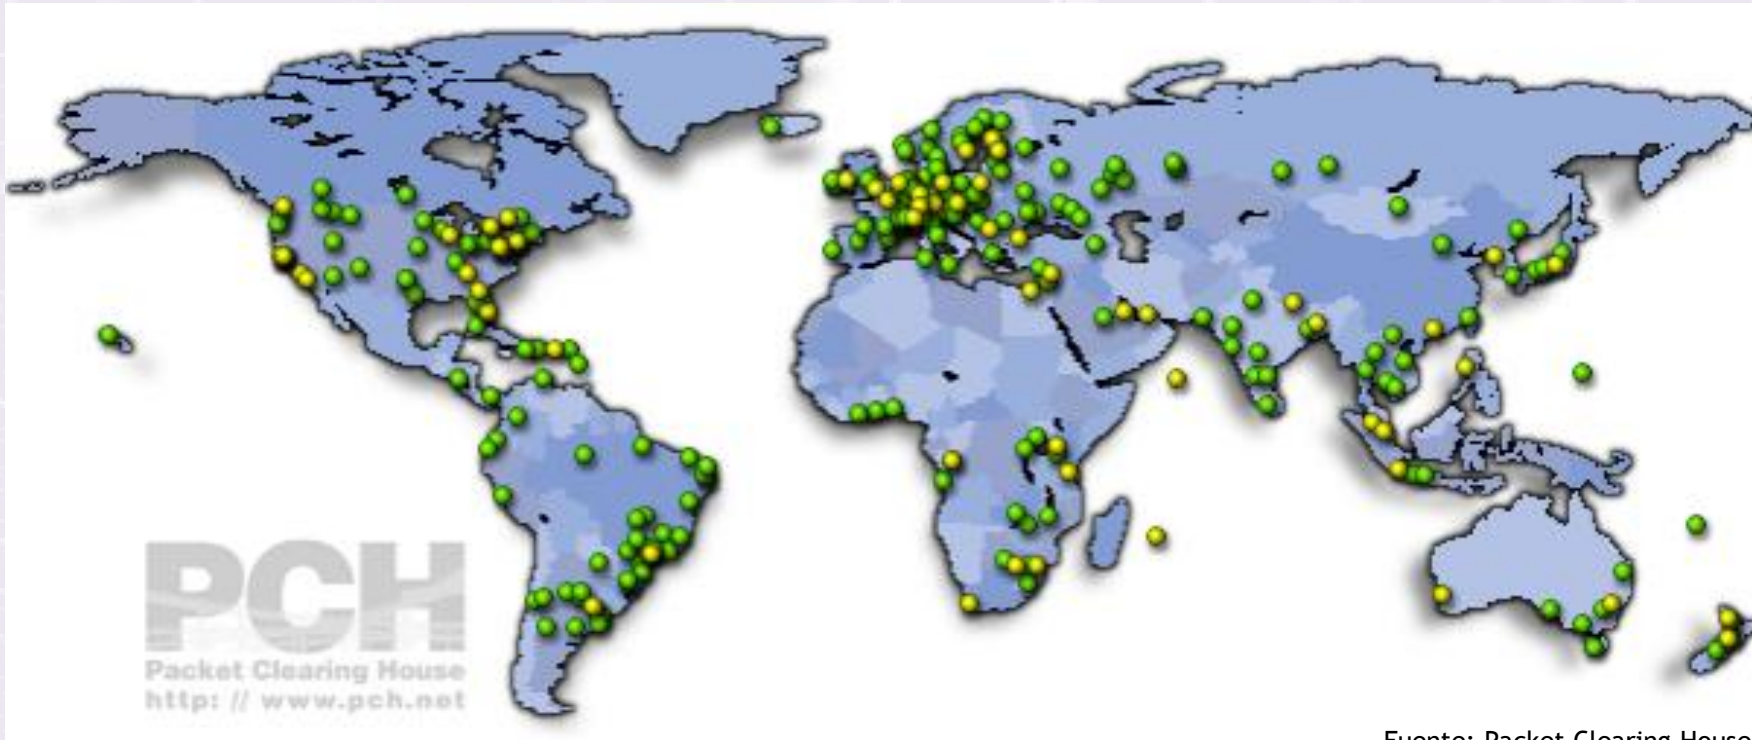 PCH
Packet Clearing House
http: // www.pch.net
Fuente: Packet Clearing House